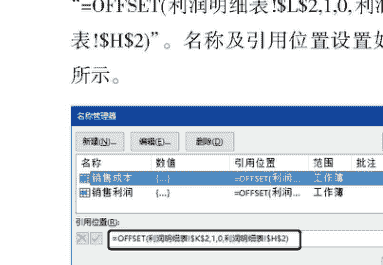 “=OFFSET(利润明细表!$L$2,1,0,利润
表!$H$2)”。名称及引用位置设置如
所示。
名称管理器
新建(N)... 编辑(E)... 删除(D)
名称 数值 引用位置 范围 批注
销售成本 {...} =OFFSET(利润... 工作簿
销售利润 {...} =OFFSET(利润... 工作簿
引用位置(R):
=OFFSET(利润明细表!$K$2,1,0,利润明细表!$H$2)